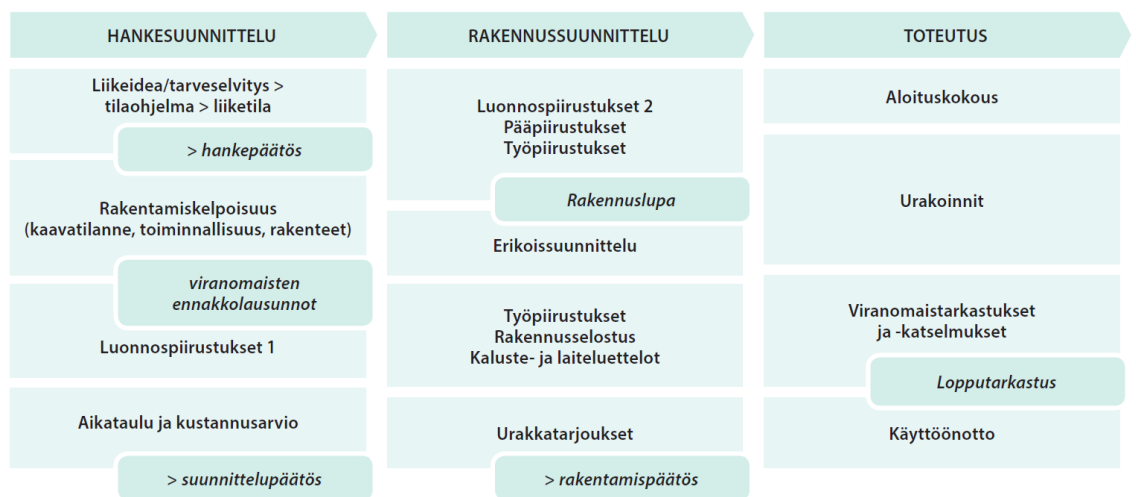 HANKESUUNNITTELU
Liikeidea/tarveselvitys >
tilaohjelma > liiketila
> hankepäätös
Rakentamiskelpoisuus
(kaavatilanne, toiminnallisuus, rakenteet)
viranomaisten
ennakkolausunnot
Luonnospiirustukset 1
Aikataulu ja kustannusarvio
> suunnittelupäätös
RAKENNUSSUUNNITTELU
Luonnospiirustukset 2
Pääpiirustukset
Työpiirustukset
Rakennuslupa
Erikoissuunnittelu
Työpiirustukset
Rakennusselostus
Kaluste- ja laiteluettelot
Urakkatarjoukset
> rakentamispäätös
TOTEUTUS
Aloituskokous
Urakoinnit
Viranomaistarkastukset
ja -katselmukset
Lopputarkastus
Käyttöönotto